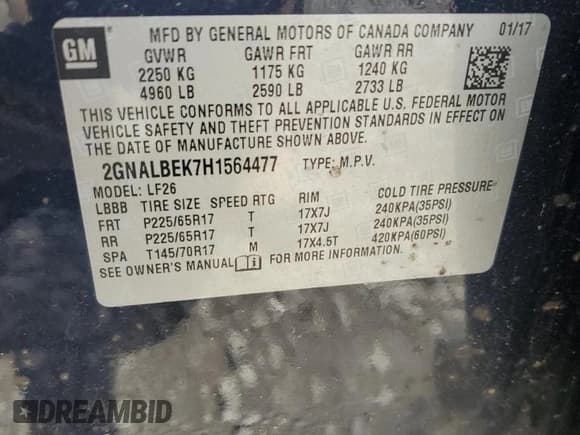 GM
MFD BY GENERAL MOTORS OF CANADA COMPANY 01/17
GVWR GAWR FRT GAWR RR
2250 KG 1175 KG 1240 KG
4960 LB 2590 LB 2733 LB
THIS VEHICLE CONFORMS TO ALL APPLICABLE U.S. FEDERAL MOTOR
VEHICLE SAFETY AND THEFT PREVENTION STANDARDS IN EFFECT ON
THE DATE OF MANUFACTURE SHOWN ABOVE.
2GNALBEK7H1564477 TYPE: M.P.V.
MODEL: LF26
LBBB TIRE SIZE SPEED RTG RIM COLD TIRE PRESSURE
FRT P225/65R17 T 17X7J 240KPA(35PSI)
RR P225/65R17 T 17X7J 240KPA(35PSI)
SPA T145/70R17 M 17X4.5T 420KPA(60PSI)
SEE OWNER'S MANUAL FOR MORE INFORMATION.
DREAMBID